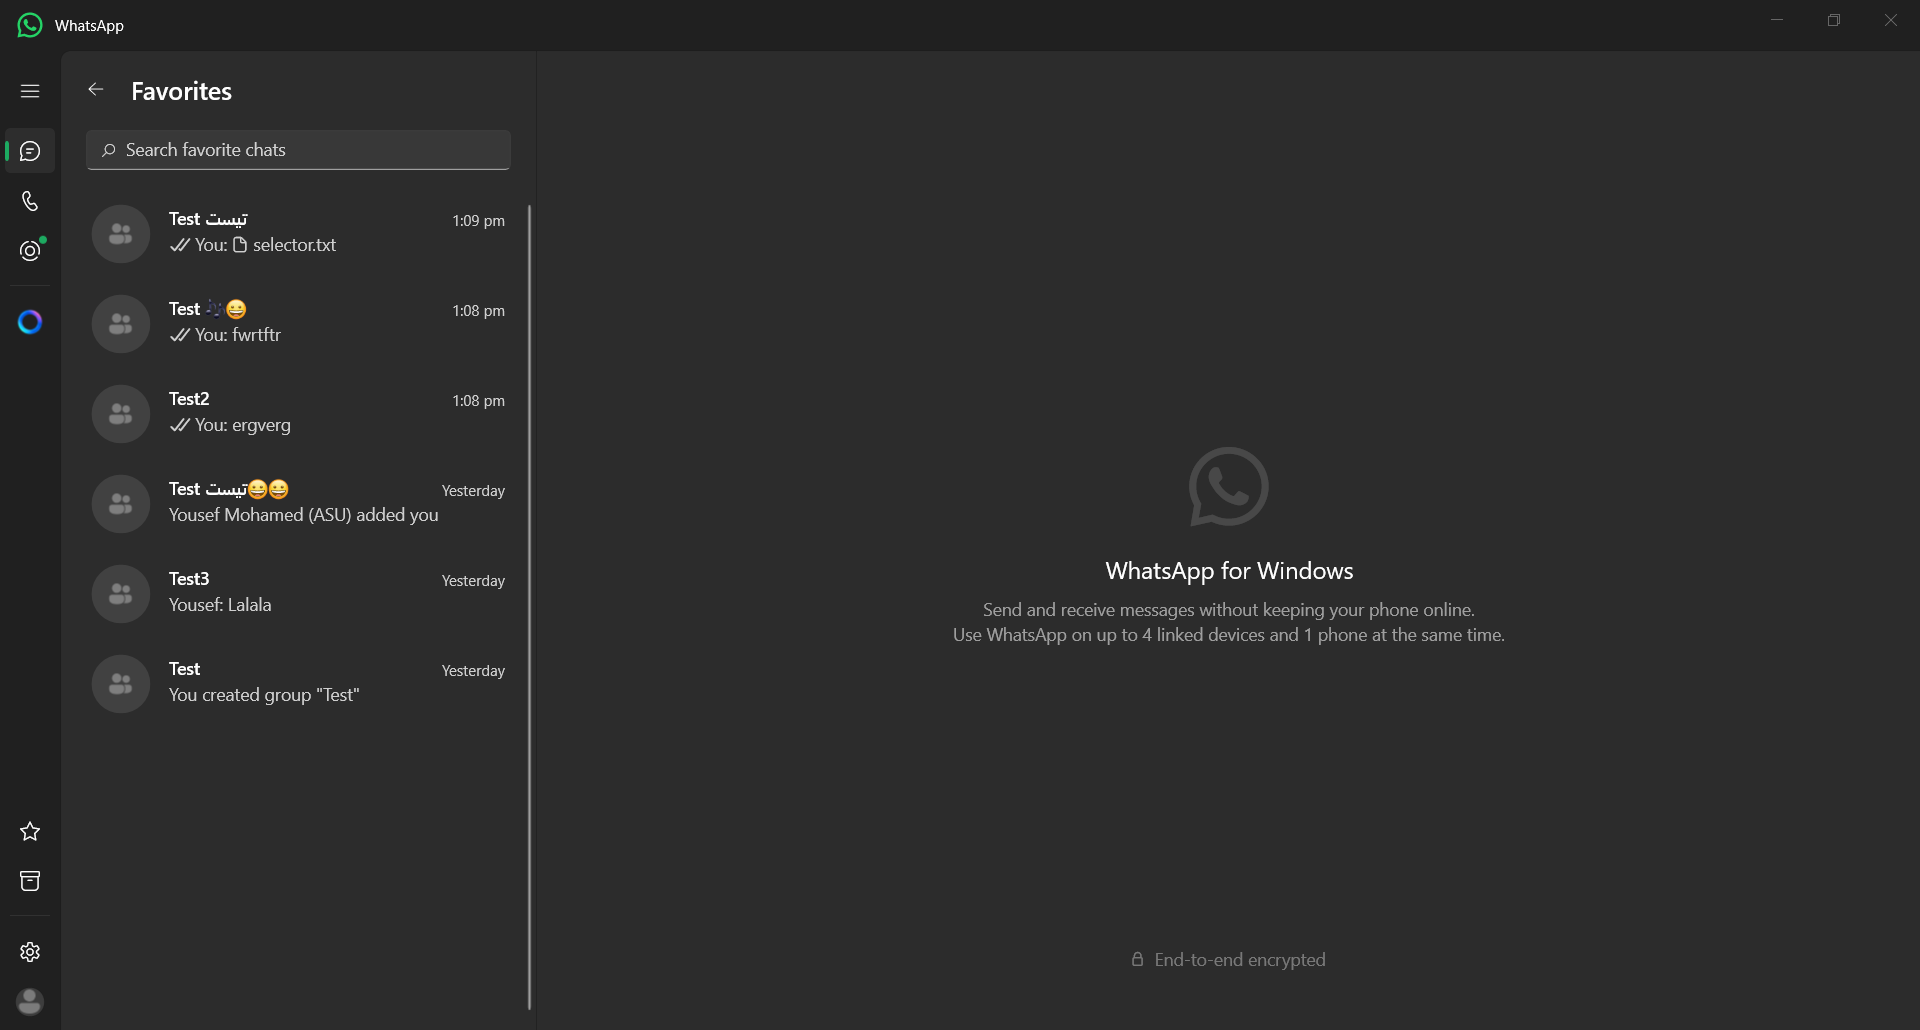 WhatsApp
Favorites
Search favorite chats
Test تيست
1:09 pm
You: selector.txt
Test 🎶😀
1:08 pm
You: fwrtftr
Test2
1:08 pm
You: ergverg
Test تيست😀😀
Yesterday
Yousef Mohamed (ASU) added you
Test3
Yesterday
Yousef: Lalala
Test
Yesterday
You created group "Test"
WhatsApp for Windows
Send and receive messages without keeping your phone online.
Use WhatsApp on up to 4 linked devices and 1 phone at the same time.
End-to-end encrypted